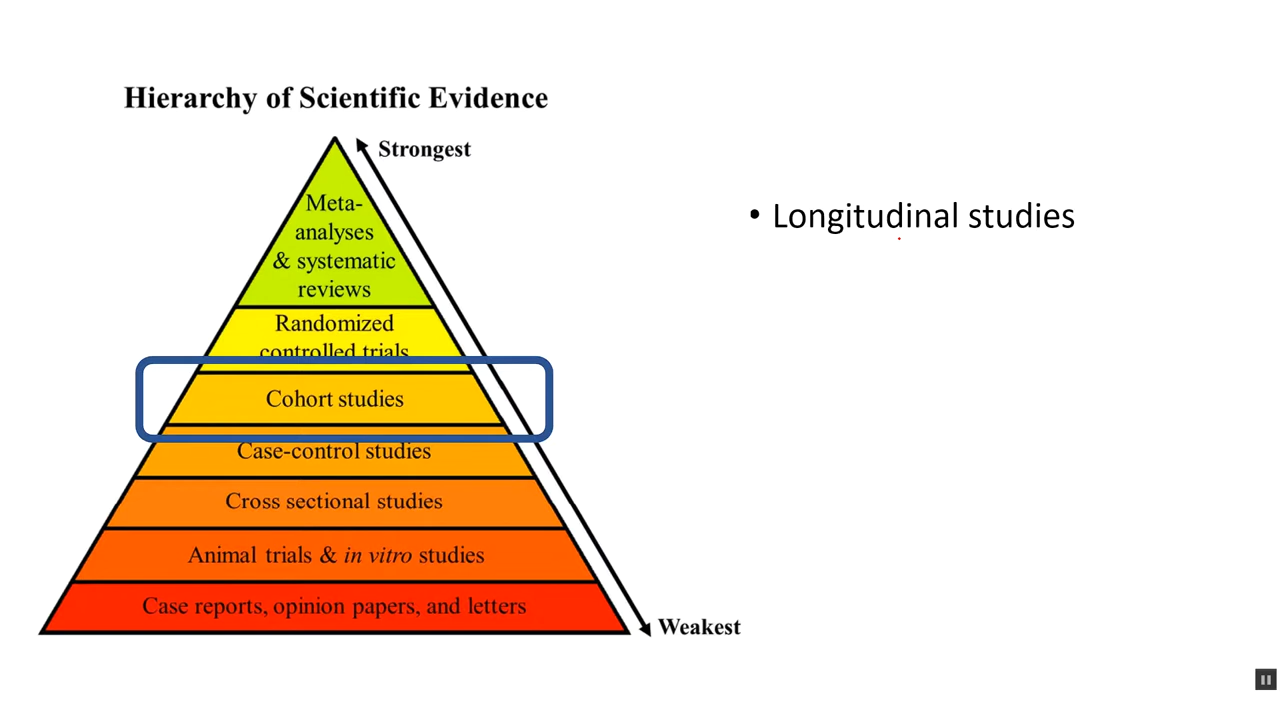 Hierarchy of Scientific Evidence
Strongest
Meta-
analyses
& systematic
reviews
Randomized
controlled trials
Cohort studies
Case-control studies
Cross sectional studies
Animal trials & in vitro studies
Case reports, opinion papers, and letters
Weakest
• Longitudinal studies